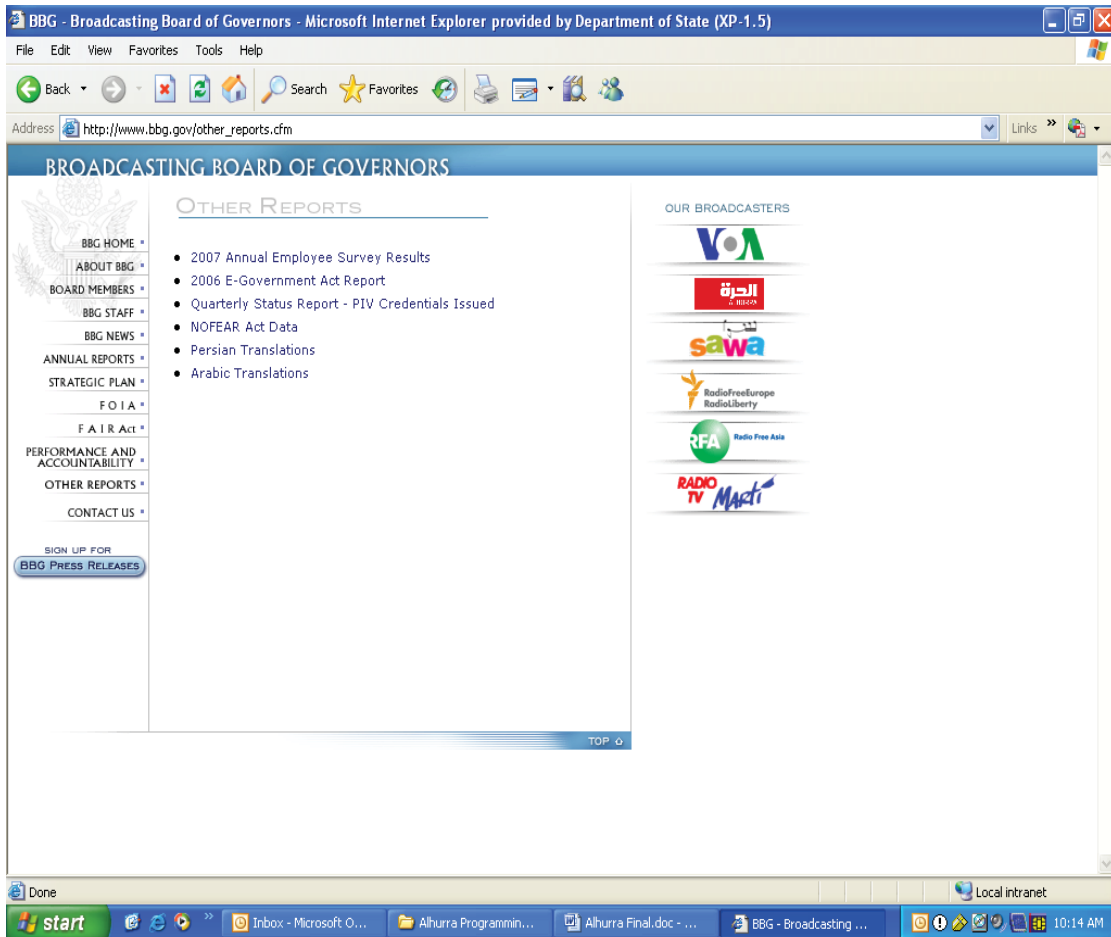 BBG - Broadcasting Board of Governors - Microsoft Internet Explorer provided by Department of State (XP-1.5)
File Edit View Favorites Tools Help
Back Search Favorites
Address http://www.bbg.gov/other_reports.cfm Links »
BROADCASTING BOARD OF GOVERNORS
OTHER REPORTS
• 2007 Annual Employee Survey Results
• 2006 E-Government Act Report
• Quarterly Status Report - PIV Credentials Issued
• NOFEAR Act Data
• Persian Translations
• Arabic Translations
BBG HOME
ABOUT BBG
BOARD MEMBERS
BBG STAFF
BBG NEWS
ANNUAL REPORTS
STRATEGIC PLAN
F O I A
F A I R Act
PERFORMANCE AND
ACCOUNTABILITY
OTHER REPORTS
CONTACT US
SIGN UP FOR
BBG PRESS RELEASES
OUR BROADCASTERS
VOA
الحرة
sawa
RadioFreeEurope
RadioLiberty
RFA Radio Free Asia
RADIO
TV Martí
TOP
Done Local intranet
start » Inbox - Microsoft O... Alhurra Programmin... Alhurra Final.doc - ... BBG - Broadcasting ... 10:14 AM